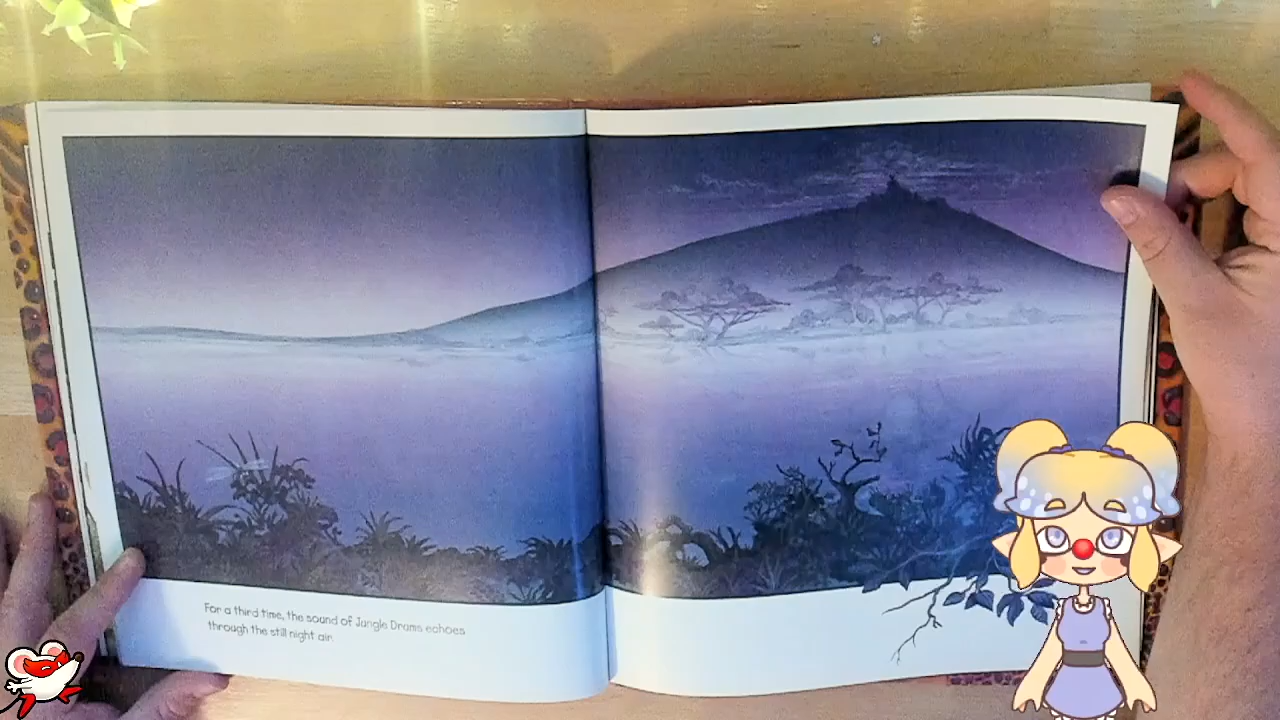 For a third time, the sound of Jungle Drums echoes
through the still night air.